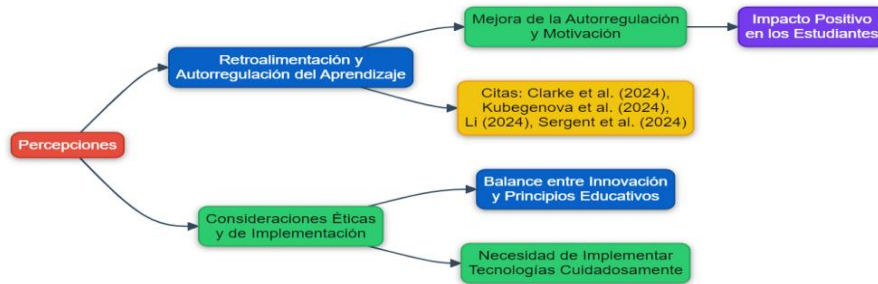 Mejora de la Autorregulación
y Motivación
Impacto Positivo
en los Estudiantes
Retroalimentación y
Autorregulación del Aprendizaje
Citas: Clarke et al. (2024),
Kubegenova et al. (2024),
Li (2024), Sergent et al. (2024)
Percepciones
Balance entre Innovación
y Principios Educativos
Consideraciones Éticas
y de Implementación
Necesidad de Implementar
Tecnologías Cuidadosamente